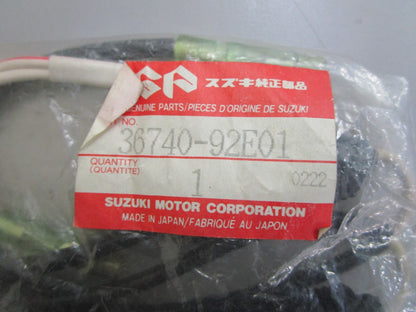 スズキ純正部品
GENUINE PARTS/PIECES D'ORIGINE DE SUZUKI
NO.
36740-92E01
QUANTITY
(QUANTITE)
1
0222
SUZUKI MOTOR CORPORATION
MADE IN JAPAN/FABRIQUÉ AU JAPON